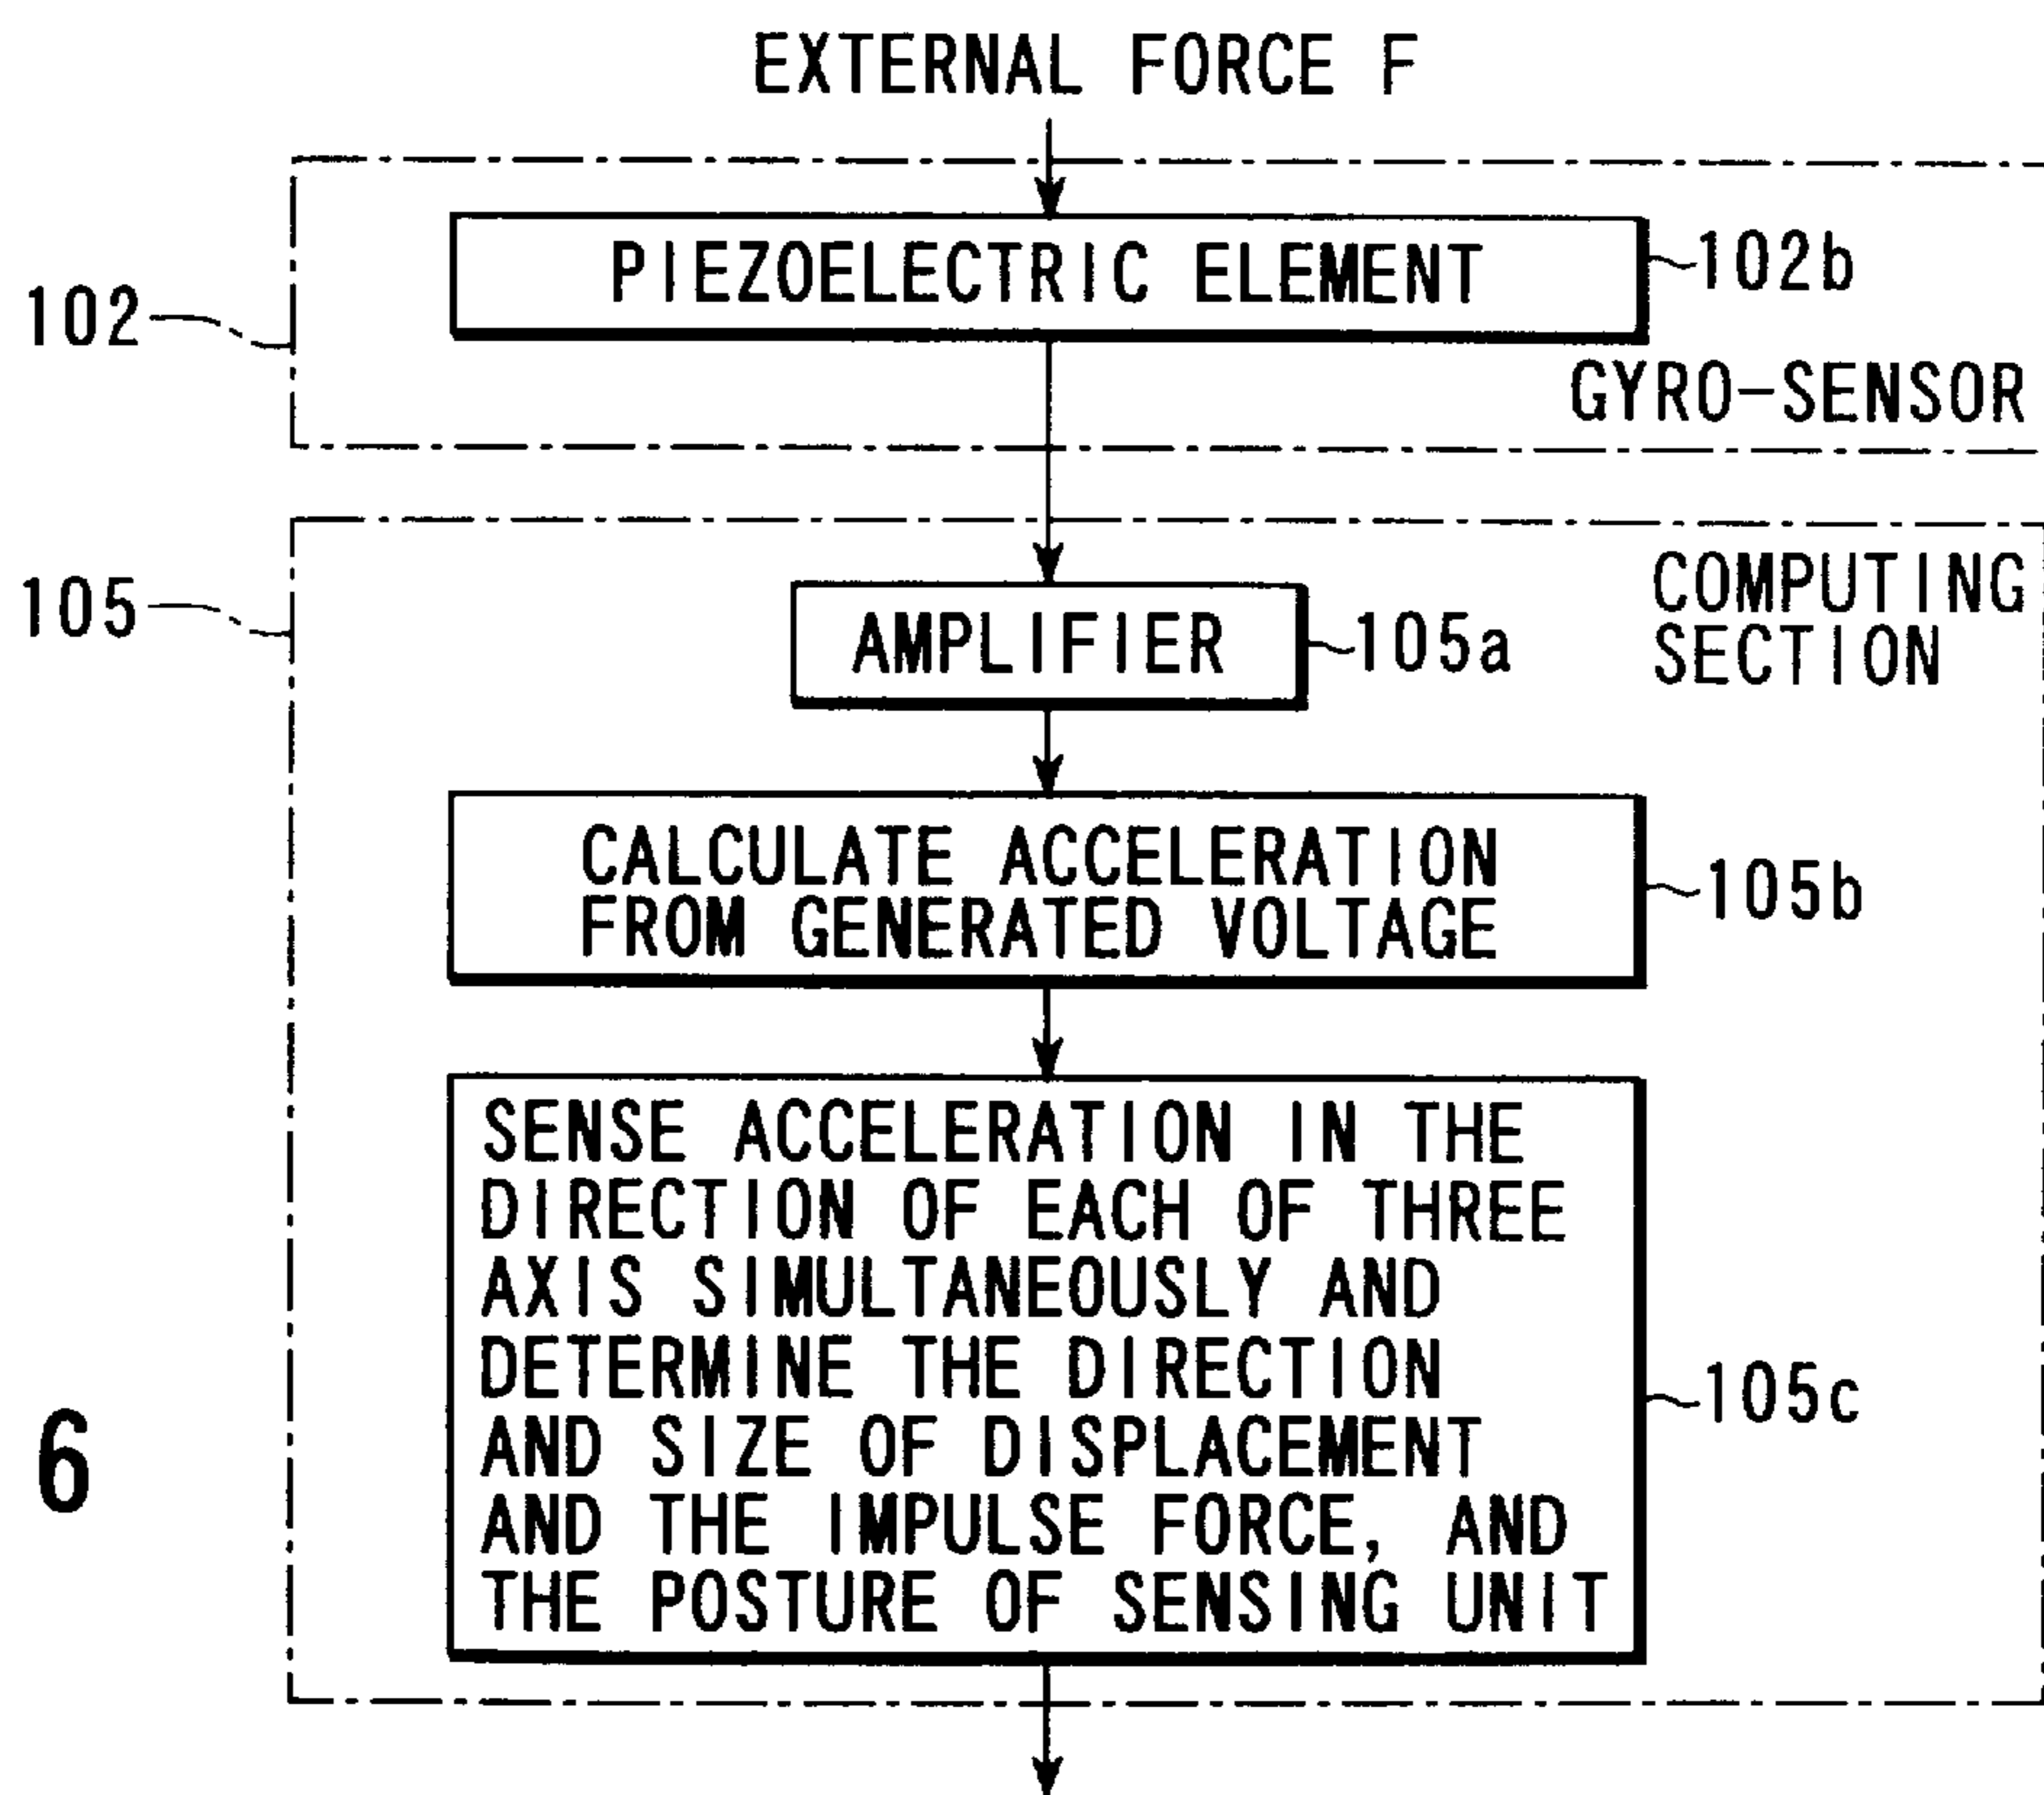 EXTERNAL FORCE F
PIEZOELECTRIC ELEMENT
102b
102
GYRO-SENSOR
105
COMPUTING
SECTION
AMPLIFIER
105a
CALCULATE ACCELERATION
FROM GENERATED VOLTAGE
105b
SENSE ACCELERATION IN THE
DIRECTION OF EACH OF THREE
AXIS SIMULTANEOUSLY AND
DETERMINE THE DIRECTION
AND SIZE OF DISPLACEMENT
AND THE IMPULSE FORCE, AND
THE POSTURE OF SENSING UNIT
105c
6